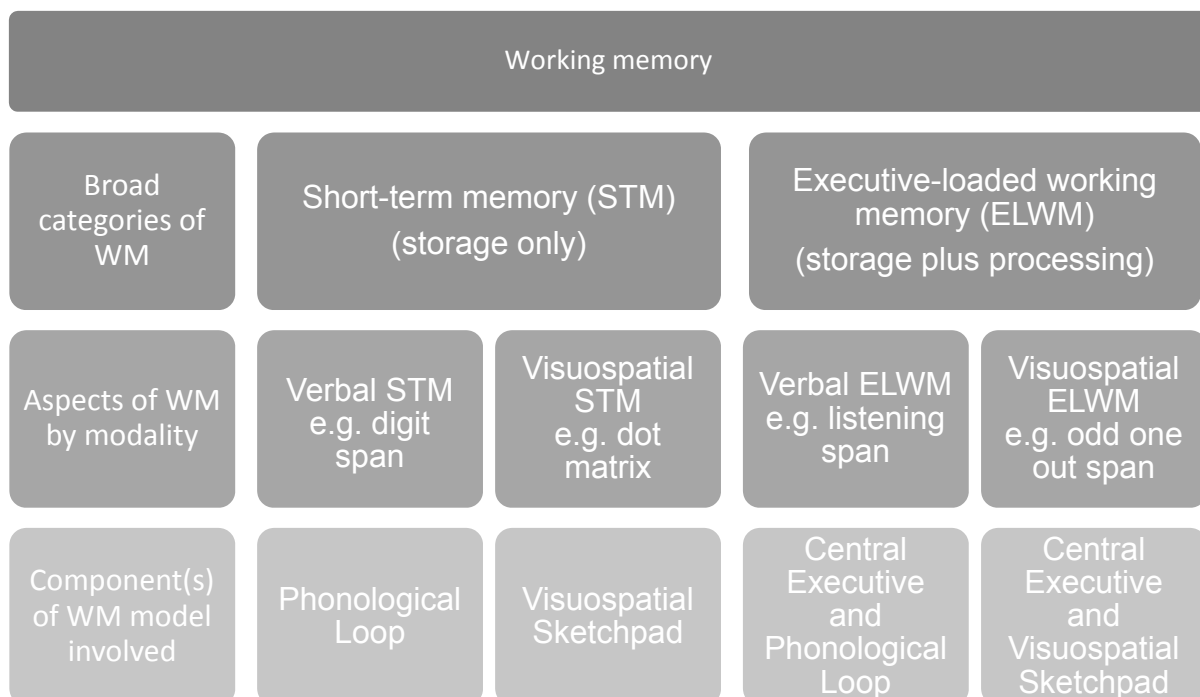 Working memory
Broad
categories of
WM
Short-term memory (STM)
(storage only)
Executive-loaded working
memory (ELWM)
(storage plus processing)
Aspects of WM
by modality
Verbal STM
e.g. digit
span
Visuospatial
STM
e.g. dot
matrix
Verbal ELWM
e.g. listening
span
Visuospatial
ELWM
e.g. odd one
out span
Component(s)
of WM model
involved
Phonological
Loop
Visuospatial
Sketchpad
Central
Executive
and
Phonological
Loop
Central
Executive
and
Visuospatial
Sketchpad